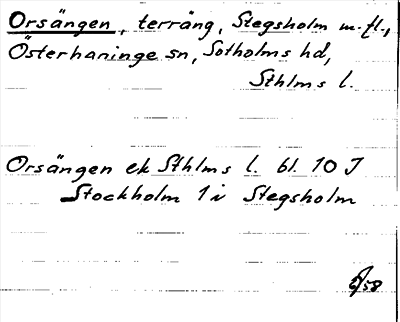 Orsängen, terräng, Stegsholm m. fl.,
Österhaninge sn, Sotholms hd,
Sthlms l.
Orsängen ek Sthlms l. bl. 10 J
Stockholm 1 i Stegsholm